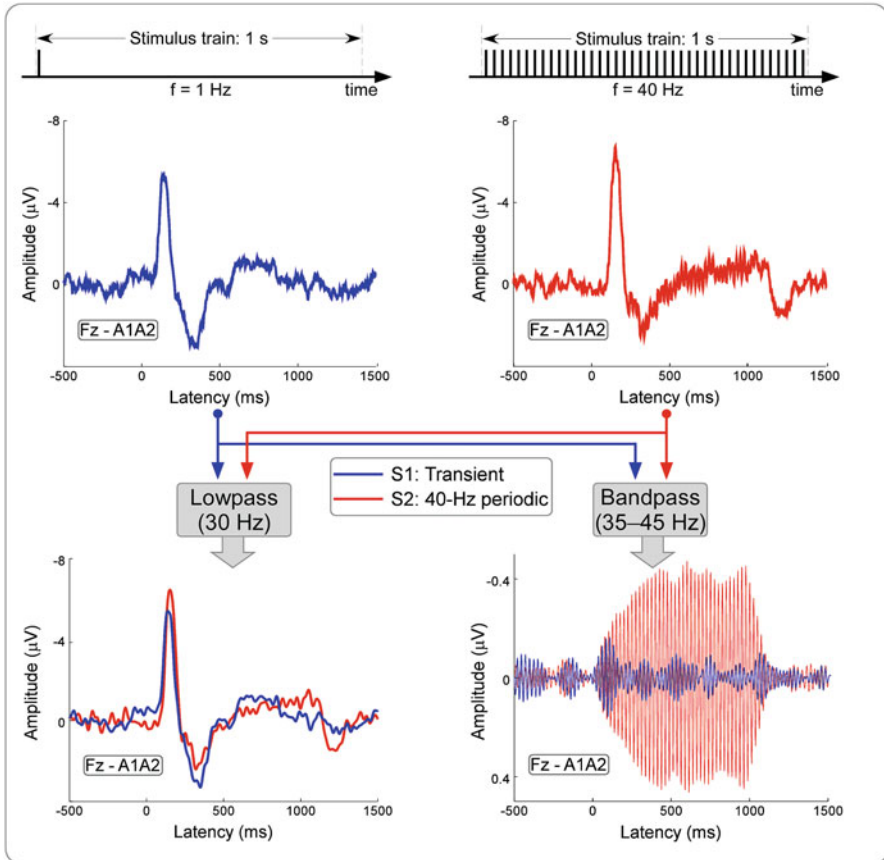 Stimulus train: 1 s
f = 1 Hz
time
Stimulus train: 1 s
f = 40 Hz
time
-8
-4
0
Amplitude (μV)
Fz - A1A2
-500 0 500 1000 1500
Latency (ms)
-8
-4
0
Amplitude (μV)
Fz - A1A2
-500 0 500 1000 1500
Latency (ms)
S1: Transient
S2: 40-Hz periodic
Lowpass
(30 Hz)
Bandpass
(35–45 Hz)
-8
-4
0
Amplitude (μV)
Fz - A1A2
-500 0 500 1000 1500
Latency (ms)
-0.4
0
0.4
Amplitude (μV)
Fz - A1A2
-500 0 500 1000 1500
Latency (ms)